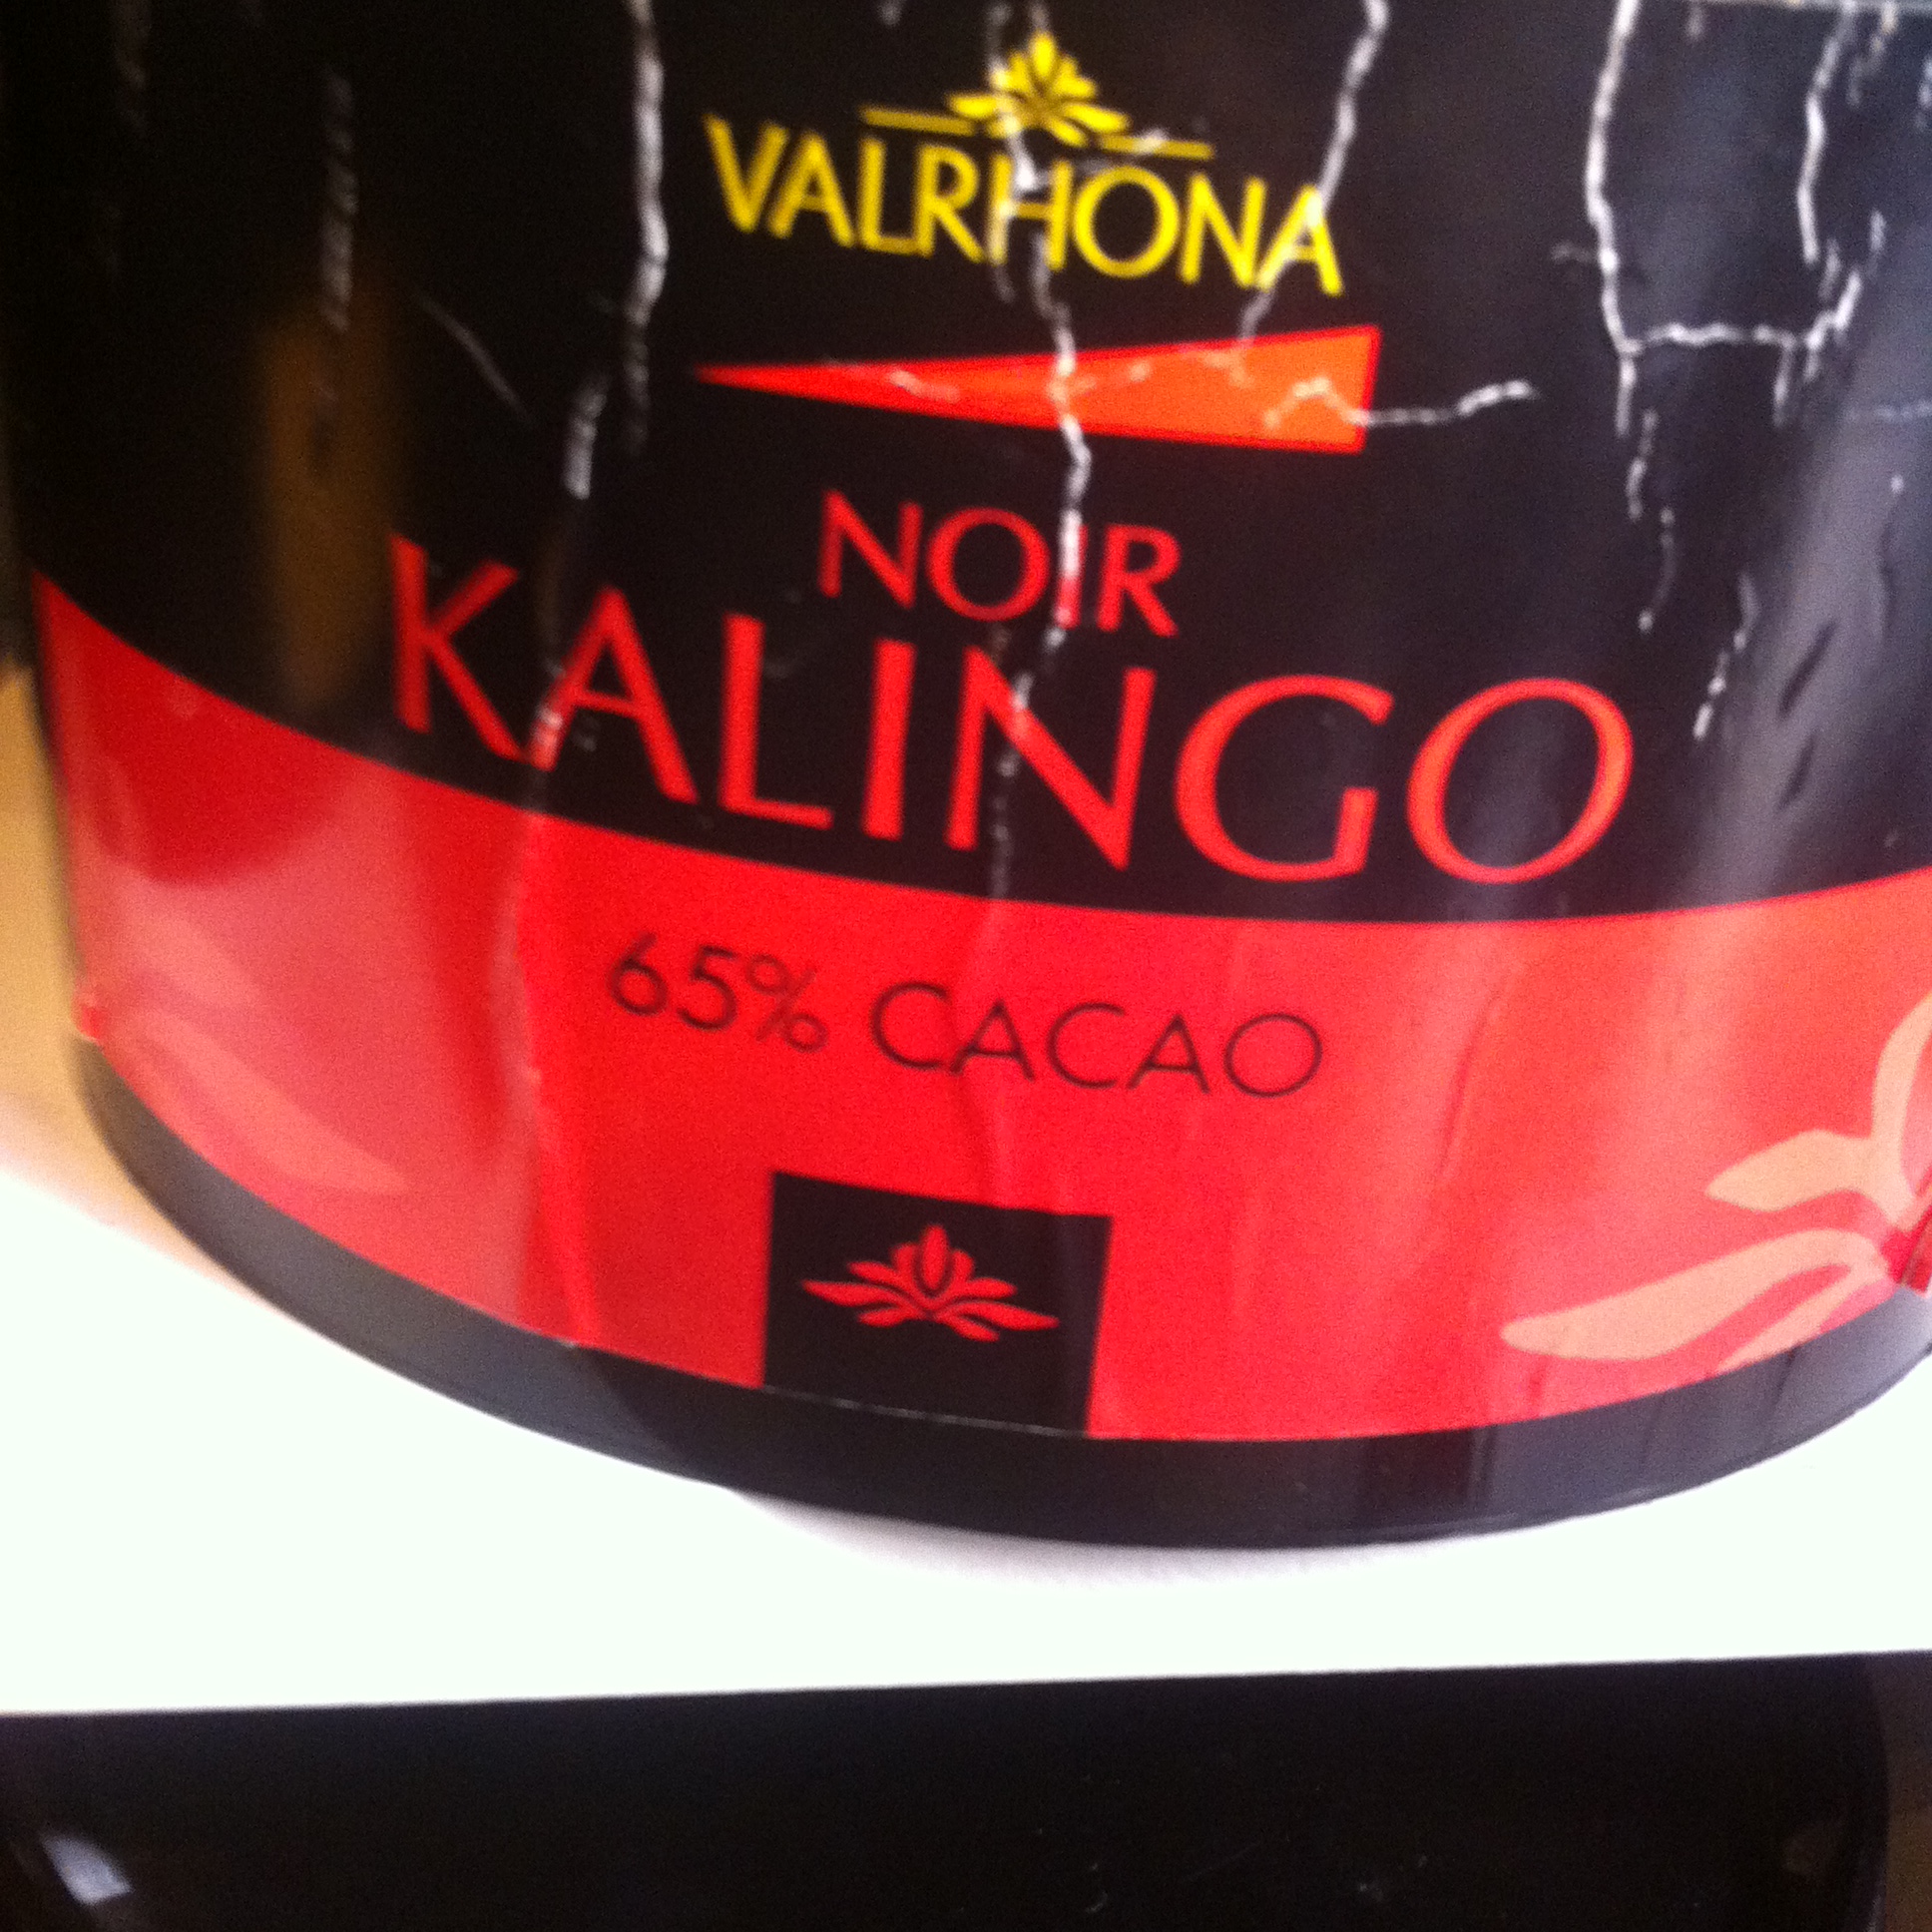 VALRHONA
NOIR
KALINGO
65% CACAO